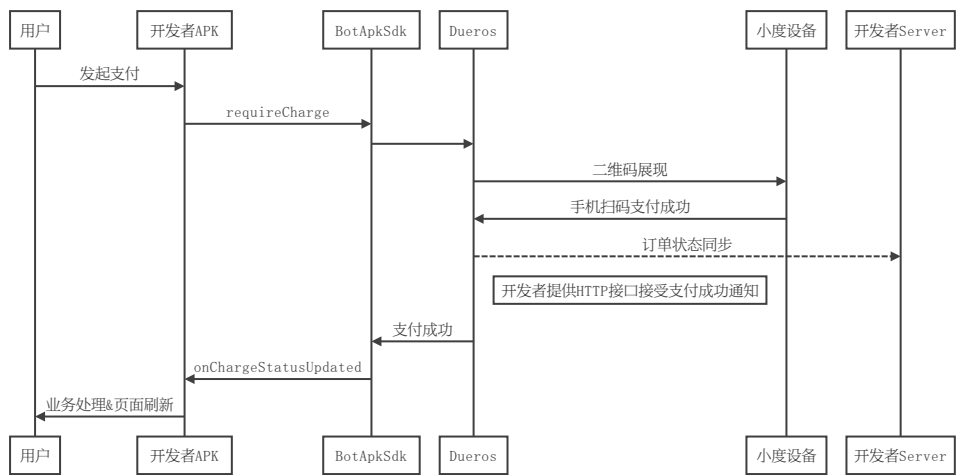 用户
开发者APK
BotApkSdk
Dueros
小度设备
开发者Server
发起支付
requireCharge
二维码展现
手机扫码支付成功
订单状态同步
开发者提供HTTP接口接受支付成功通知
支付成功
onChargeStatusUpdated
业务处理&页面刷新
用户
开发者APK
BotApkSdk
Dueros
小度设备
开发者Server